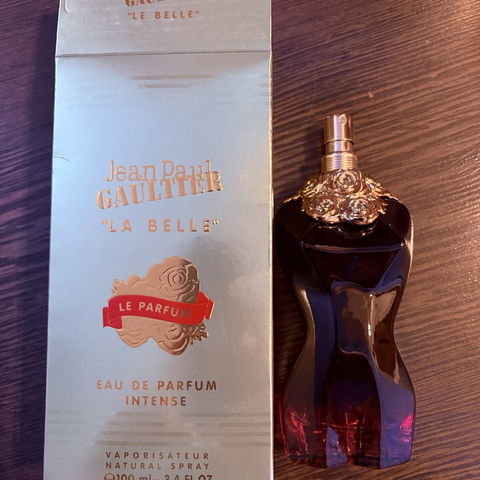 "LE BELLE"
Jean Paul
GAULTIER
"LA BELLE"
LE PARFUM
EAU DE PARFUM
INTENSE
VAPORISATEUR
NATURAL SPRAY
℮100 ml - 3.4 FL.OZ